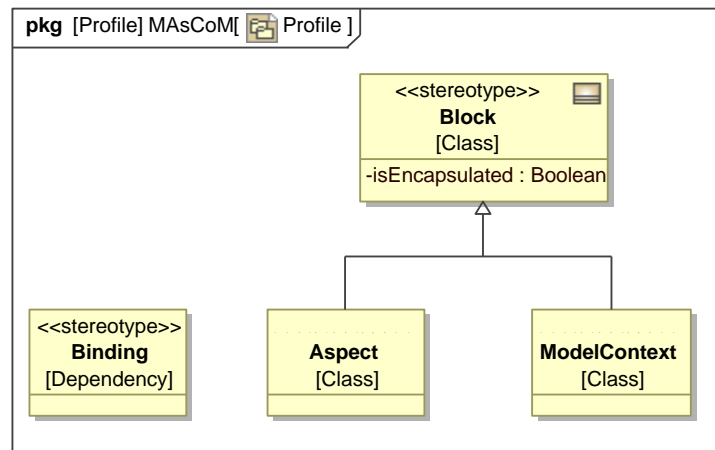 pkg [Profile] MAsCoM[ Profile ]
<<stereotype>>
Block
[Class]
-isEncapsulated : Boolean
<<stereotype>>
Binding
[Dependency]
Aspect
[Class]
ModelContext
[Class]